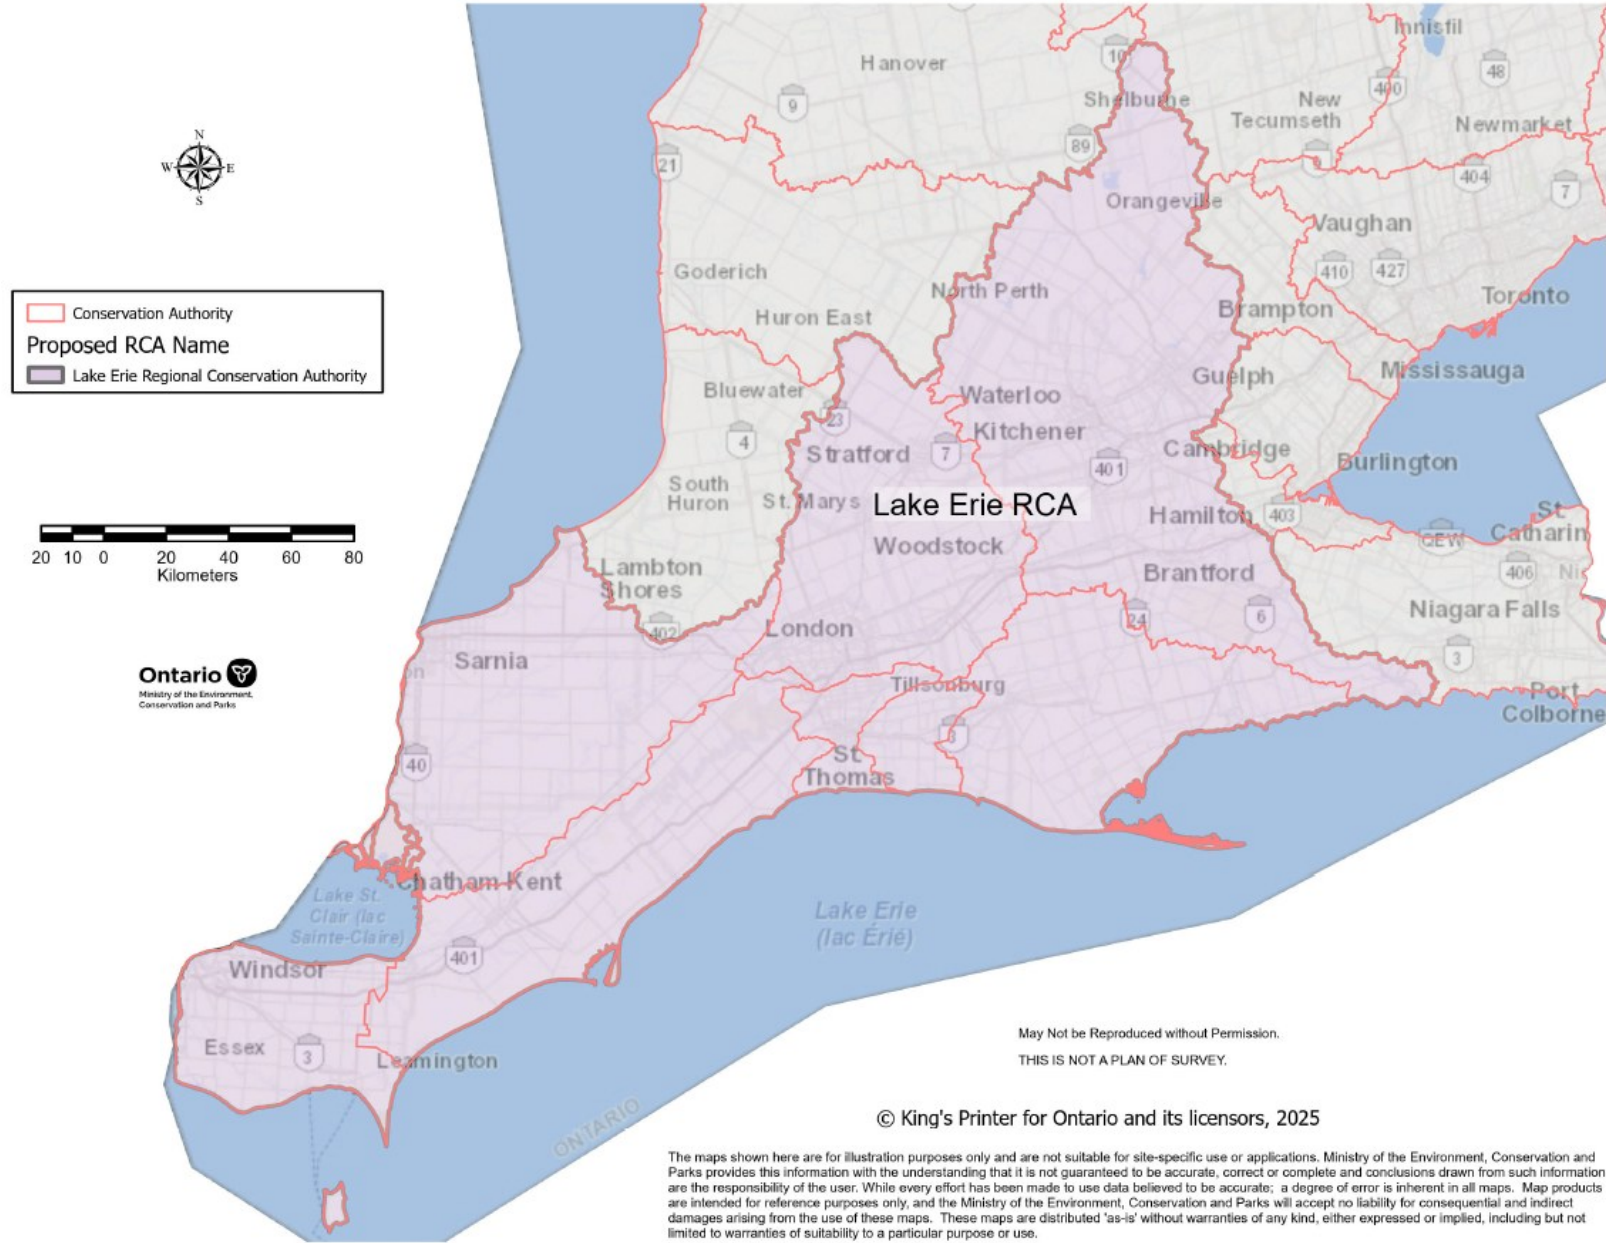 Innisfil
Hanover
10
48
400
9
Shelburne
New
Tecumseth
Newmarket
89
21
404
7
Orangeville
Vaughan
410
427
Goderich
North Perth
Toronto
Brampton
Huron East
N
W
E
S
Conservation Authority
Proposed RCA Name
Lake Erie Regional Conservation Authority
Mississauga
Guelph
Bluewater
Waterloo
23
4
Kitchener
Stratford
7
Cambridge
401
Burlington
South
Huron
St. Marys
Lake Erie RCA
Hamilton
403
St
Catharin
QEW
20 10 0 20 40 60 80
Kilometers
Woodstock
Lambton
Shores
Brantford
406
Niagara Falls
24
6
402
London
3
Sarnia
Ontario
Ministry of the Environment,
Conservation and Parks
Tillsonburg
Port
Colborne
3
40
St
Thomas
Chatham-Kent
Lake St.
Clair (lac
Sainte-Claire)
Lake Erie
(lac Érié)
401
Windsor
Essex
3
Leamington
ONTARIO
May Not be Reproduced without Permission.
THIS IS NOT A PLAN OF SURVEY.
© King's Printer for Ontario and its licensors, 2025
The maps shown here are for illustration purposes only and are not suitable for site-specific use or applications. Ministry of the Environment, Conservation and
Parks provides this information with the understanding that it is not guaranteed to be accurate, correct or complete and conclusions drawn from such information
are the responsibility of the user. While every effort has been made to use data believed to be accurate; a degree of error is inherent in all maps. Map products
are intended for reference purposes only, and the Ministry of the Environment, Conservation and Parks will accept no liability for consequential and indirect
damages arising from the use of these maps. These maps are distributed 'as-is' without warranties of any kind, either expressed or implied, including but not
limited to warranties of suitability to a particular purpose or use.